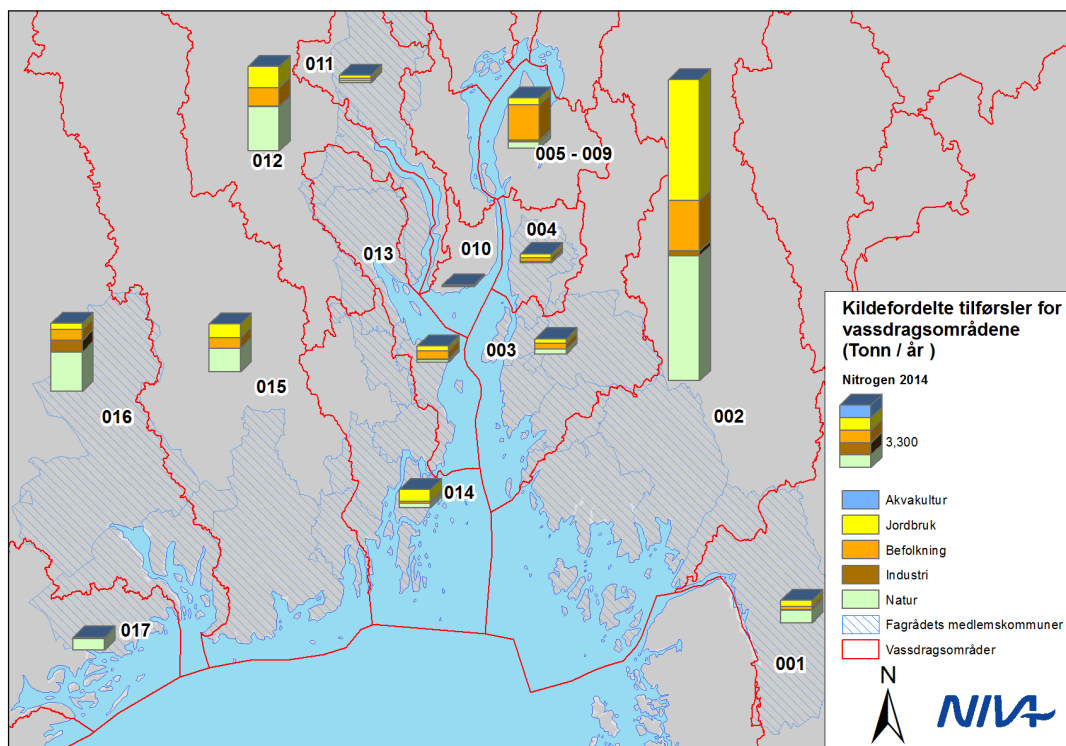 011
012
005 - 009
004
013
010
003
015
016
002
014
017
001
Kildefordelte tilførsler for
vassdragsområdene
(Tonn / år )
Nitrogen 2014
3,300
Akvakultur
Jordbruk
Befolkning
Industri
Natur
Fagrådets medlemskommuner
Vassdragsområder
N
NIVA